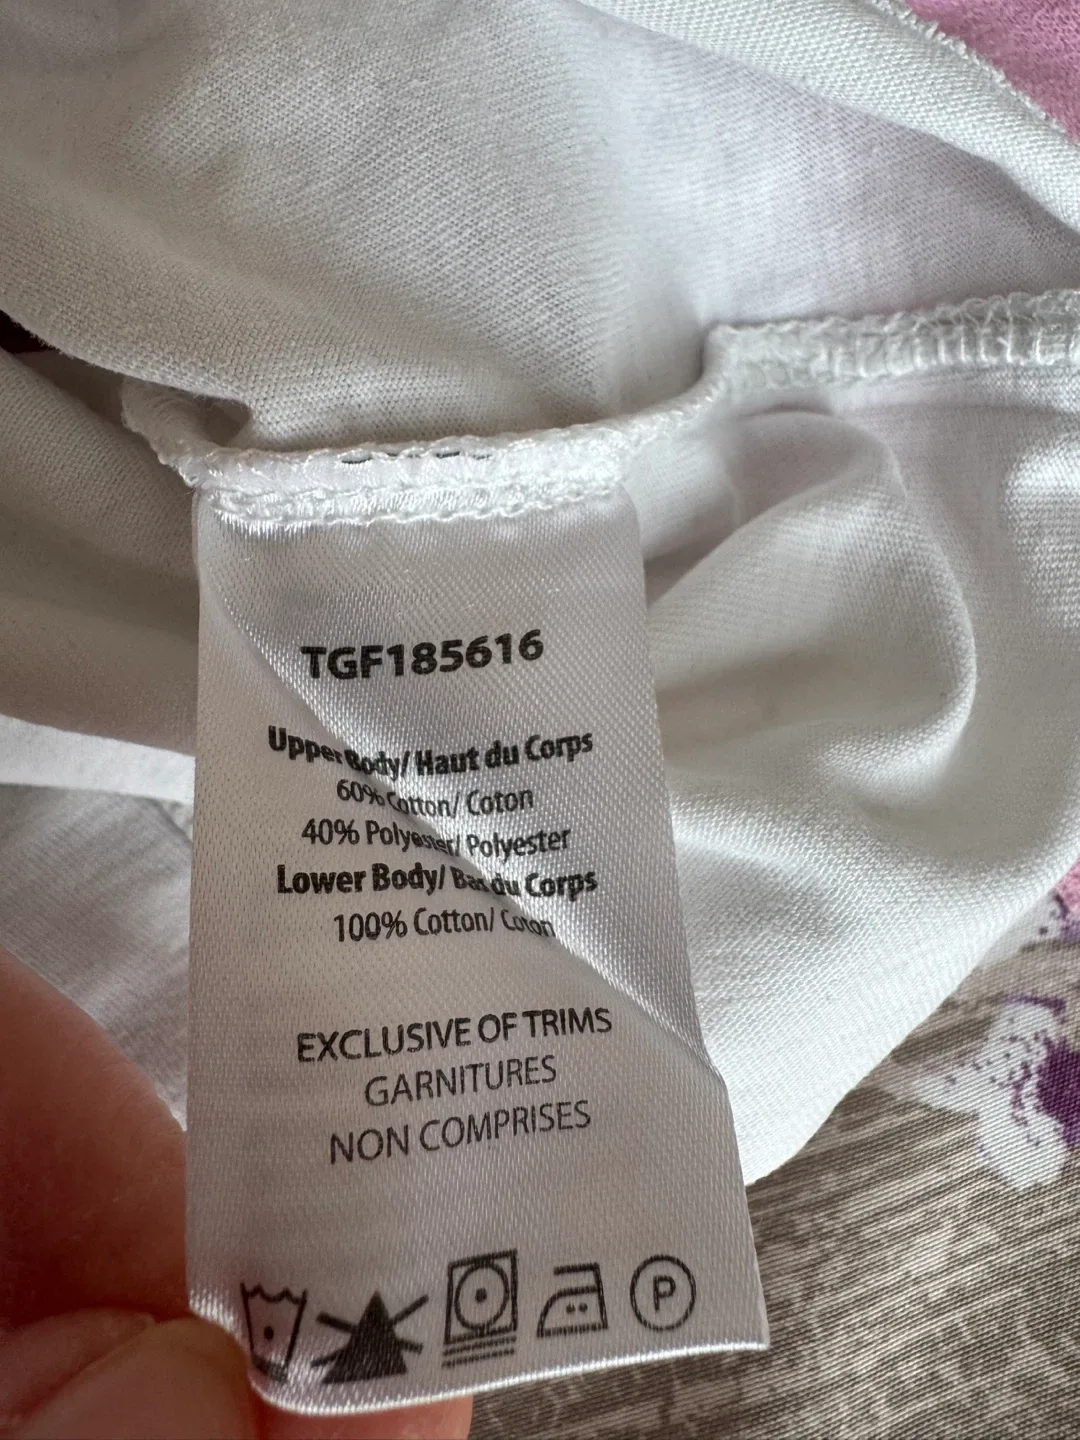 TGF185616
Upper Body/ Haut du Corps
60% Cotton/ Coton
40% Polyester/ Polyester
Lower Body/ Bas du Corps
100% Cotton/ Coton
EXCLUSIVE OF TRIMS
GARNITURES
NON COMPRISES
P